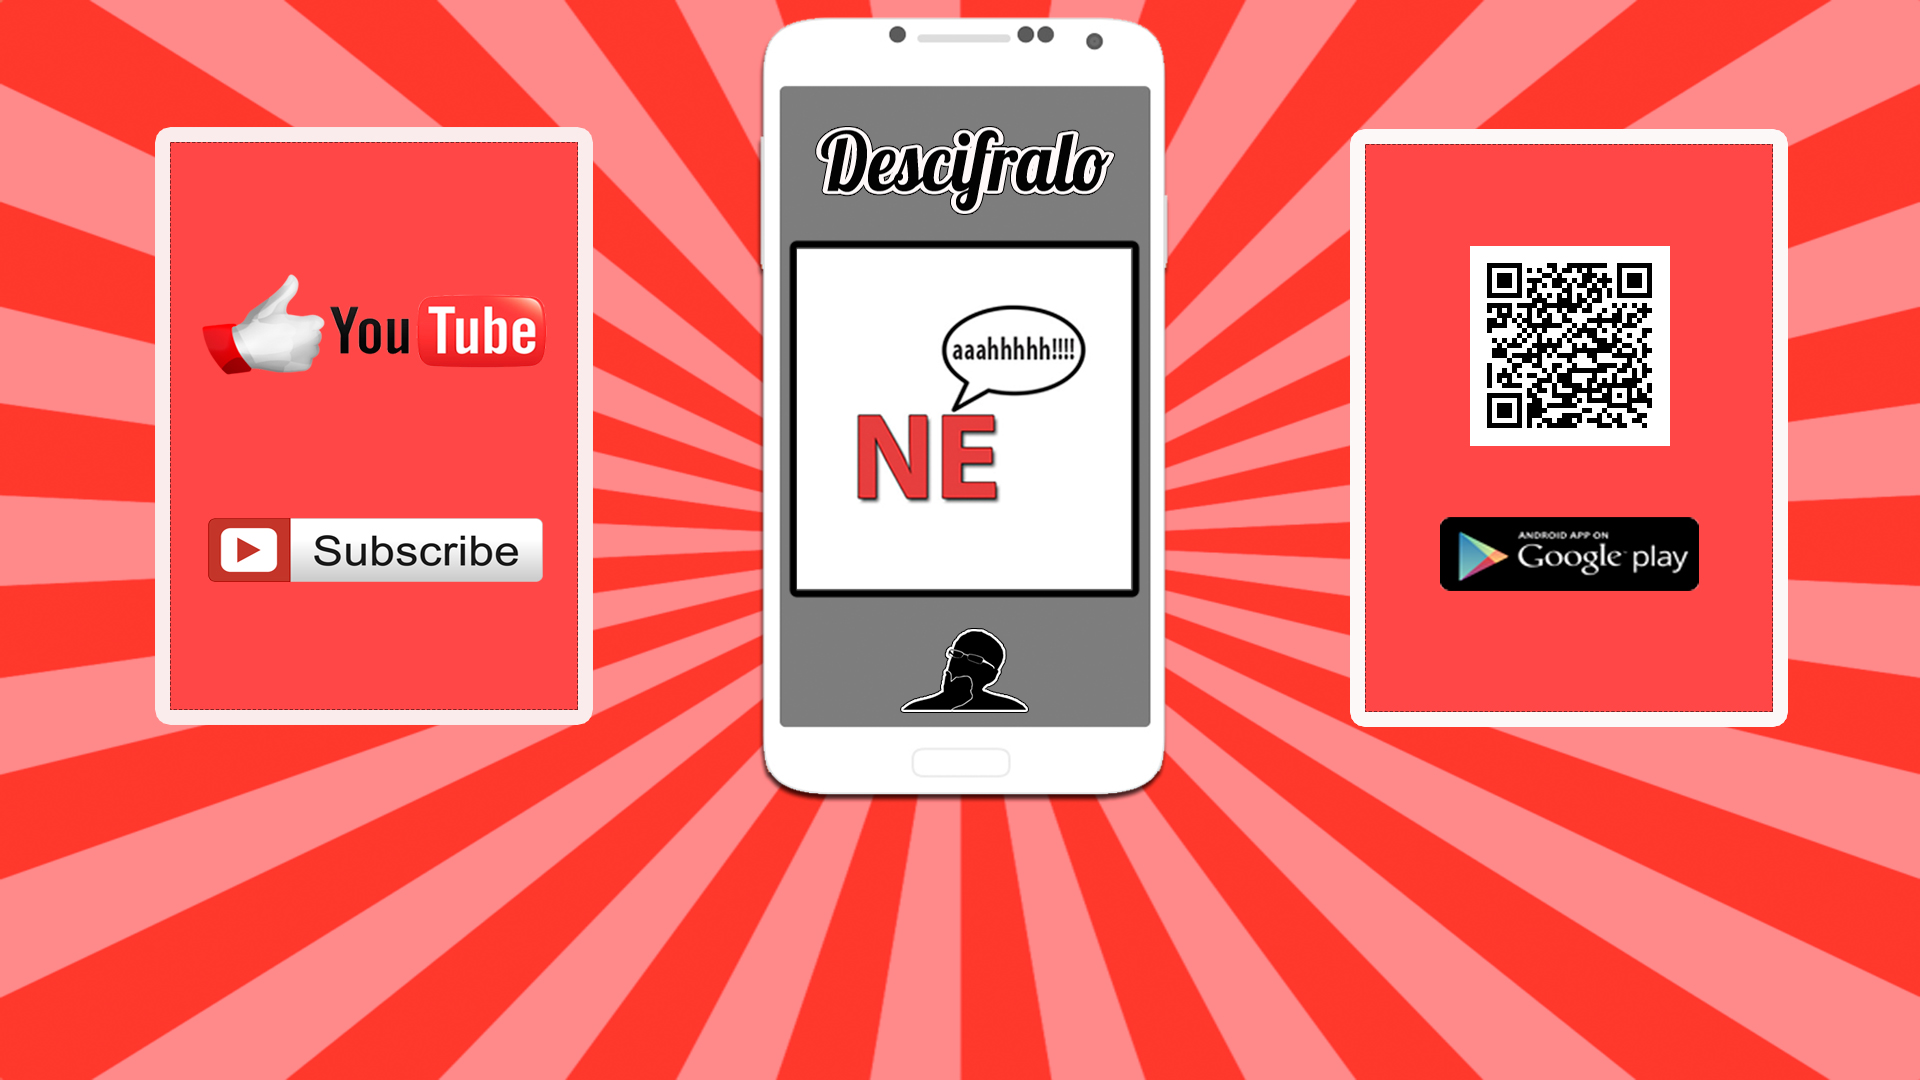 YouTube
Subscribe
Descifralo
aaahhhhh!!!!
NE
ANDROID APP ON
Google play